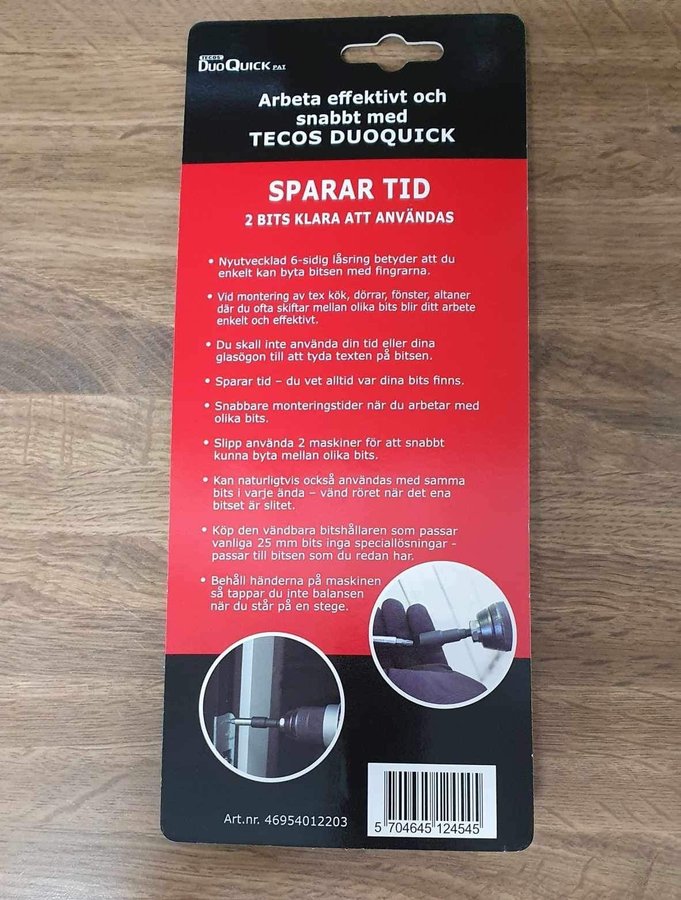 TECOS
DUOQUICK PAT
Arbeta effektivt och
snabbt med
TECOS DUOQUICK
SPARAR TID
2 BITS KLARA ATT ANVÄNDAS
• Nyutvecklad 6-sidig låsring betyder att du
enkelt kan byta bitsen med fingrarna.
• Vid montering av tex kök, dörrar, fönster, altaner
där du ofta skiftar mellan olika bits blir ditt arbete
enkelt och effektivt.
• Du skall inte använda din tid eller dina
glasögon till att tyda texten på bitsen.
• Sparar tid – du vet alltid var dina bits finns.
• Snabbare monteringstider när du arbetar med
olika bits.
• Slipp använda 2 maskiner för att snabbt
kunna byta mellan olika bits.
• Kan naturligtvis också användas med samma
bits i varje ända – vänd röret när det ena
bitset är slitet.
• Köp den vändbara bitshållaren som passar
vanliga 25 mm bits inga speciallösningar -
passar till bitsen som du redan har.
• Behåll händerna på maskinen
så tappar du inte balansen
när du står på en stege.
Art.nr. 46954012203
5 704645 124545